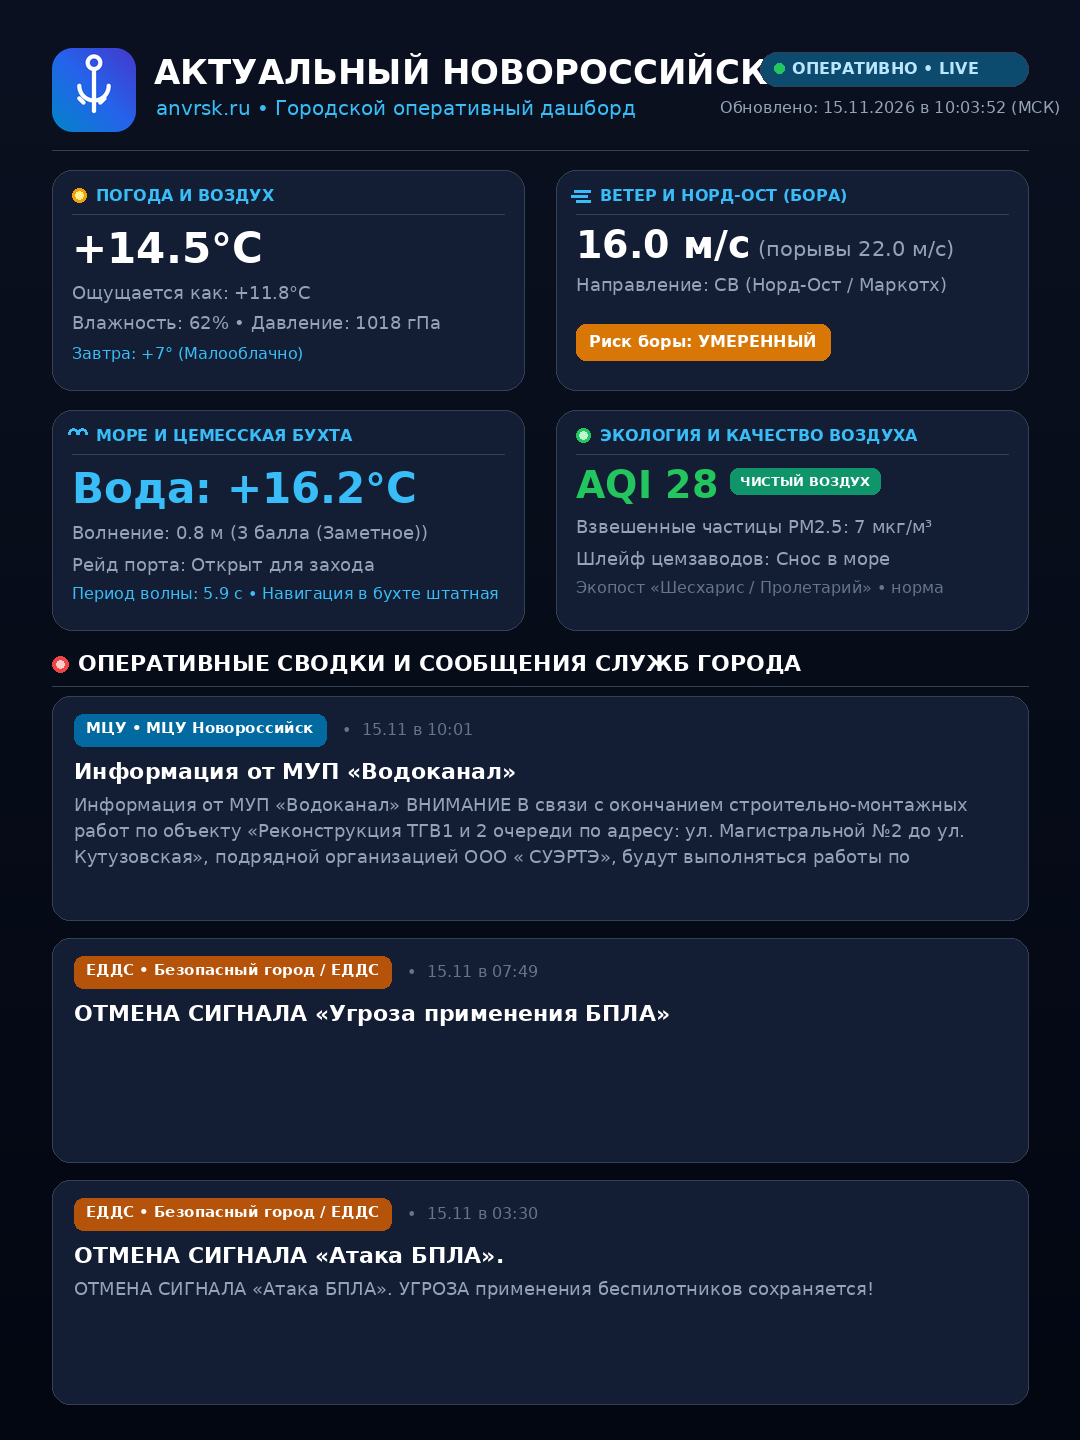 АКТУАЛЬНЫЙ НОВОРОССИЙСК
ОПЕРАТИВНО • LIVE
anvrsk.ru • Городской оперативный дашборд
Обновлено: 15.11.2026 в 10:03:52 (МСК)
ПОГОДА И ВОЗДУХ
+14.5°C
Ощущается как: +11.8°C
Влажность: 62% • Давление: 1018 гПа
Завтра: +7° (Малооблачно)
ВЕТЕР И НОРД-ОСТ (БОРА)
16.0 м/с (порывы 22.0 м/с)
Направление: СВ (Норд-Ост / Маркотх)
Риск боры: УМЕРЕННЫЙ
МОРЕ И ЦЕМЕССКАЯ БУХТА
Вода: +16.2°C
Волнение: 0.8 м (3 балла (Заметное))
Рейд порта: Открыт для захода
Период волны: 5.9 с • Навигация в бухте штатная
ЭКОЛОГИЯ И КАЧЕСТВО ВОЗДУХА
AQI 28 ЧИСТЫЙ ВОЗДУХ
Взвешенные частицы PM2.5: 7 мкг/м³
Шлейф цемзаводов: Снос в море
Экопост «Шесхарис / Пролетарий» • норма
ОПЕРАТИВНЫЕ СВОДКИ И СООБЩЕНИЯ СЛУЖБ ГОРОДА
МЦУ • МЦУ Новороссийск • 15.11 в 10:01
Информация от МУП «Водоканал»
Информация от МУП «Водоканал» ВНИМАНИЕ В связи с окончанием строительно-монтажных
работ по объекту «Реконструкция ТГВ1 и 2 очереди по адресу: ул. Магистральной №2 до ул.
Кутузовская», подрядной организацией ООО « СУЭРТЭ», будут выполняться работы по
ЕДДС • Безопасный город / ЕДДС • 15.11 в 07:49
ОТМЕНА СИГНАЛА «Угроза применения БПЛА»
ЕДДС • Безопасный город / ЕДДС • 15.11 в 03:30
ОТМЕНА СИГНАЛА «Атака БПЛА».
ОТМЕНА СИГНАЛА «Атака БПЛА». УГРОЗА применения беспилотников сохраняется!